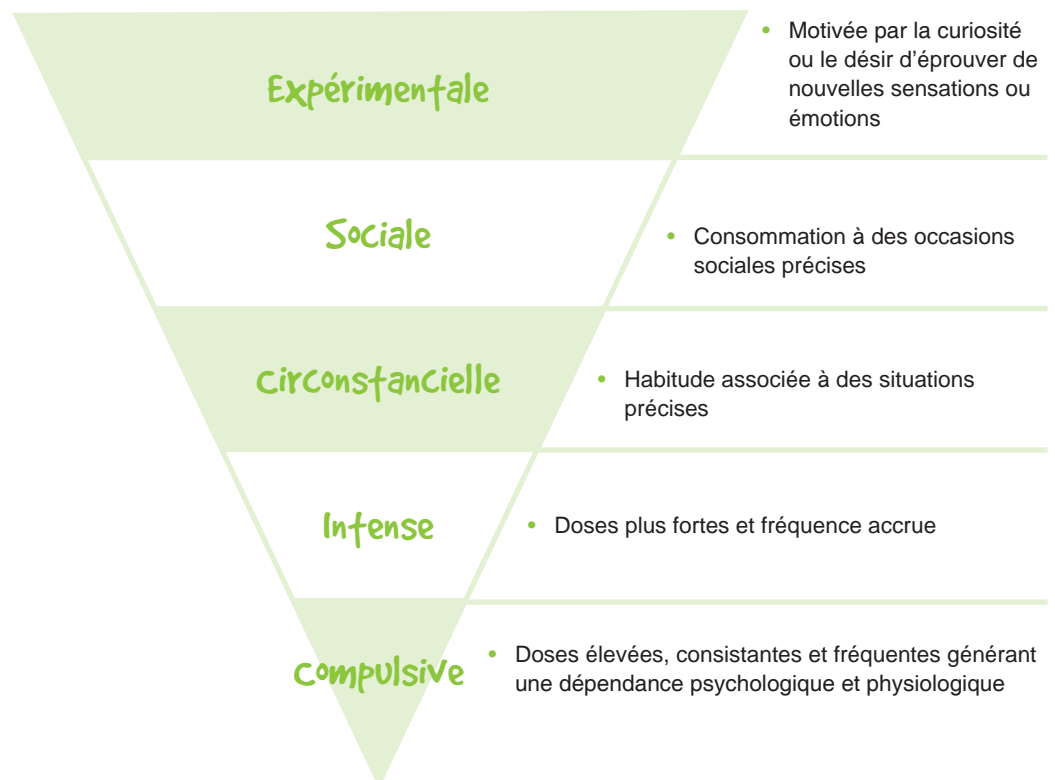 Expérimentale
• Motivée par la curiosité
ou le désir d'éprouver de
nouvelles sensations ou
émotions
Sociale
• Consommation à des occasions
sociales précises
Circonstancielle
• Habitude associée à des situations
précises
Intense
• Doses plus fortes et fréquence accrue
Compulsive
• Doses élevées, consistantes et fréquentes générant
une dépendance psychologique et physiologique